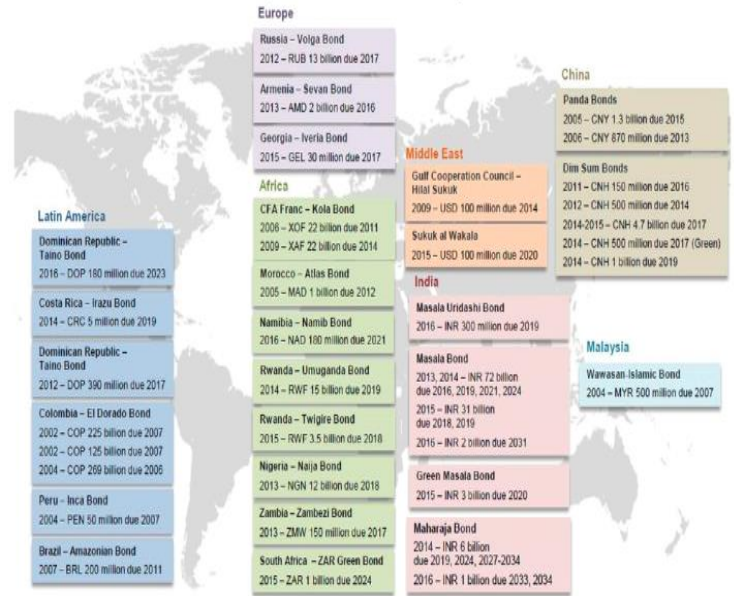 Europe
Russia – Volga Bond
2012 – RUB 13 billion due 2017
Armenia – Sevan Bond
2013 – AMD 2 billion due 2016
Georgia – Iveria Bond
2015 – GEL 30 million due 2017
Africa
CFA Franc – Kola Bond
2006 – XOF 22 billion due 2011
2009 – XAF 22 billion due 2014
Morocco – Atlas Bond
2005 – MAD 1 billion due 2012
Namibia – Namib Bond
2016 – NAD 180 million due 2021
Rwanda – Umuganda Bond
2014 – RWF 15 billion due 2019
Rwanda – Twigire Bond
2015 – RWF 3.5 billion due 2018
Nigeria – Naija Bond
2013 – NGN 12 billion due 2018
Zambia – Zambezi Bond
2013 – ZMW 150 million due 2017
South Africa – ZAR Green Bond
2015 – ZAR 1 billion due 2024
Latin America
Dominican Republic –
Taino Bond
2016 – DOP 180 million due 2023
Costa Rica – Irazu Bond
2014 – CRC 5 million due 2019
Dominican Republic –
Taino Bond
2012 – DOP 390 million due 2017
Colombia – El Dorado Bond
2002 – COP 225 billion due 2007
2002 – COP 125 billion due 2007
2004 – COP 269 billion due 2006
Peru – Inca Bond
2004 – PEN 50 million due 2007
Brazil – Amazonian Bond
2007 – BRL 200 million due 2011
Middle East
Gulf Cooperation Council –
Hilal Sukuk
2009 – USD 100 million due 2014
Sukuk al Wakala
2015 – USD 100 million due 2020
India
Masala Uridashi Bond
2016 – INR 300 million due 2019
Masala Bond
2013, 2014 – INR 72 billion
due 2016, 2019, 2021, 2024
2015 – INR 31 billion
due 2018, 2019
2016 – INR 2 billion due 2031
Green Masala Bond
2015 – INR 3 billion due 2020
Maharaja Bond
2014 – INR 6 billion
due 2019, 2024, 2027-2034
2016 – INR 1 billion due 2033, 2034
China
Panda Bonds
2005 – CNY 1.3 billion due 2015
2006 – CNY 870 million due 2013
Dim Sum Bonds
2011 – CNH 150 million due 2016
2012 – CNH 500 million due 2014
2014-2015 – CNH 4.7 billion due 2017
2014 – CNH 500 million due 2017 (Green)
2014 – CNH 1 billion due 2019
Malaysia
Wawasan-Islamic Bond
2004 – MYR 500 million due 2007